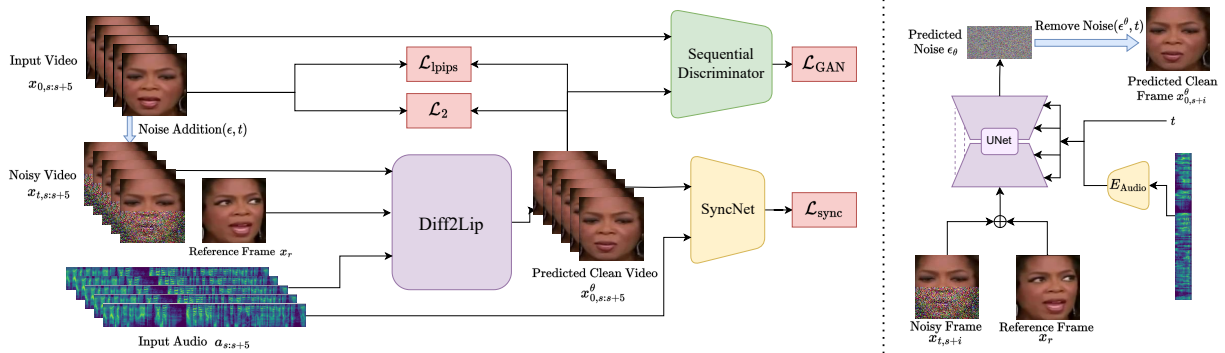 Input Video
x_{0,s:s+5}
Noise Addition(ϵ, t)
Noisy Video
x_{t,s:s+5}
Reference Frame x_r
Input Audio a_{s:s+5}
ℒ_lpips
ℒ_2
Diff2Lip
Predicted Clean Video
x^θ_{0,s:s+5}
Sequential
Discriminator
ℒ_GAN
SyncNet
ℒ_sync
Predicted
Noise ϵ_θ
Remove Noise(ϵ^θ, t)
Predicted Clean
Frame x^θ_{0,s+i}
UNet
t
E_Audio
Noisy Frame
x_{t,s+i}
Reference Frame
x_r